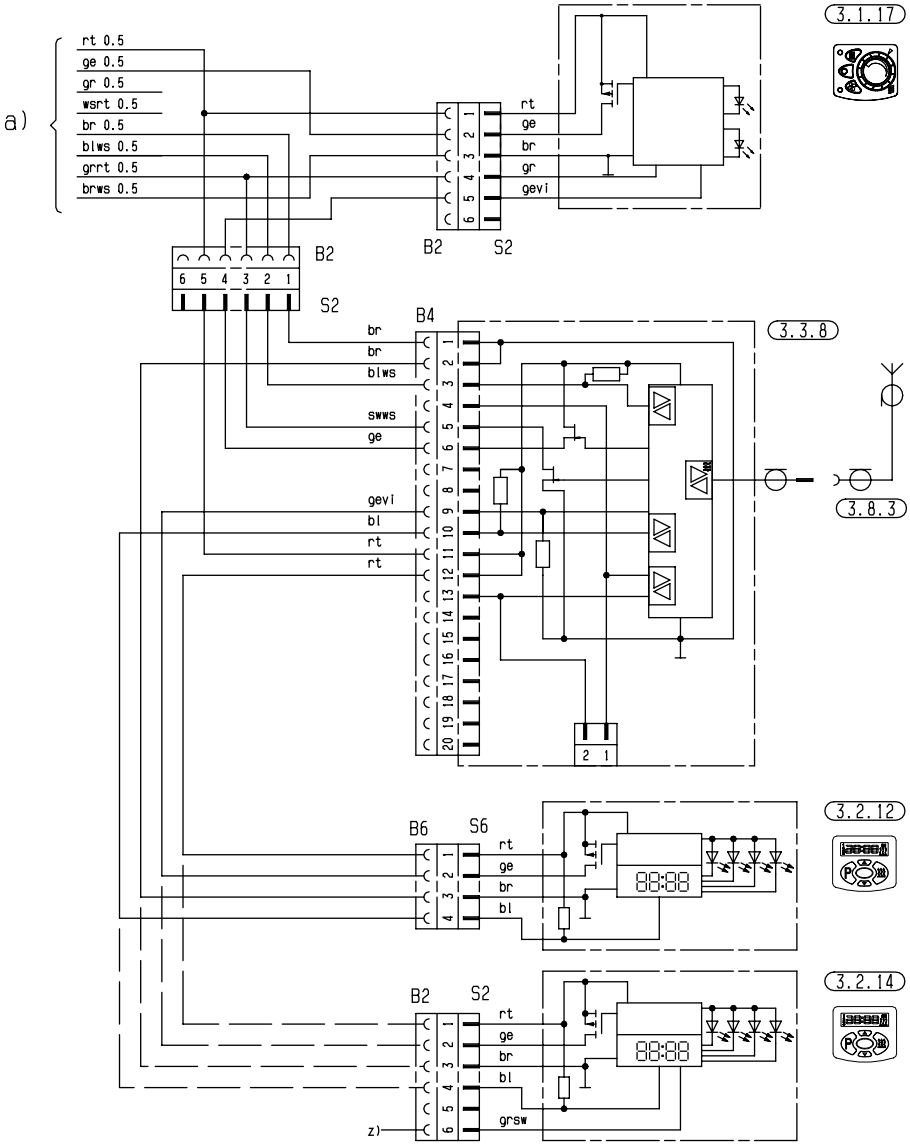 3.1.17
a)
rt 0.5
ge 0.5
gr 0.5
wsrt 0.5
br 0.5
blws 0.5
grrt 0.5
brws 0.5
1
2
3
4
5
6
rt
ge
br
gr
gevi
B2
S2
B2
6 5 4 3 2 1
S2
B4
3.3.8
br
br
blws
swws
ge
gevi
bl
rt
rt
1
2
3
4
5
6
7
8
9
10
11
12
13
14
15
16
17
18
19
20
3.8.3
2 1
3.2.12
B6
S6
1
2
3
4
rt
ge
br
bl
88:88
P
3.2.14
B2
S2
1
2
3
4
5
6
rt
ge
br
bl
grsw
88:88
P
z)